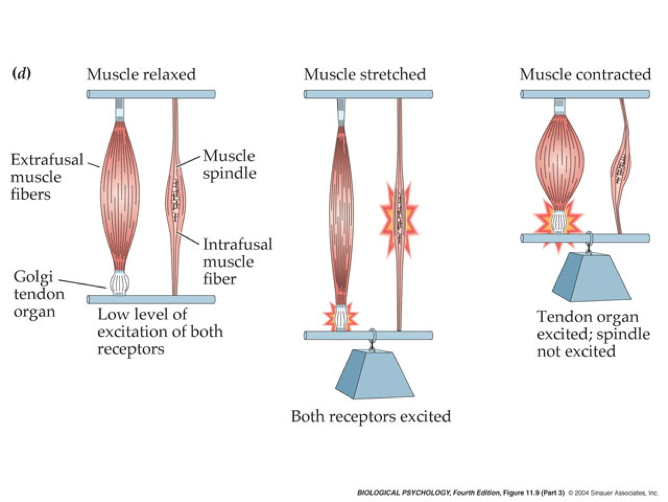 (d)
Muscle relaxed
Extrafusal
muscle
fibers
Muscle
spindle
Intrafusal
muscle
fiber
Golgi
tendon
organ
Low level of
excitation of both
receptors
Muscle stretched
Both receptors excited
Muscle contracted
Tendon organ
excited; spindle
not excited
BIOLOGICAL PSYCHOLOGY, Fourth Edition, Figure 11.9 (Part 3) © 2004 Sinauer Associates, Inc.